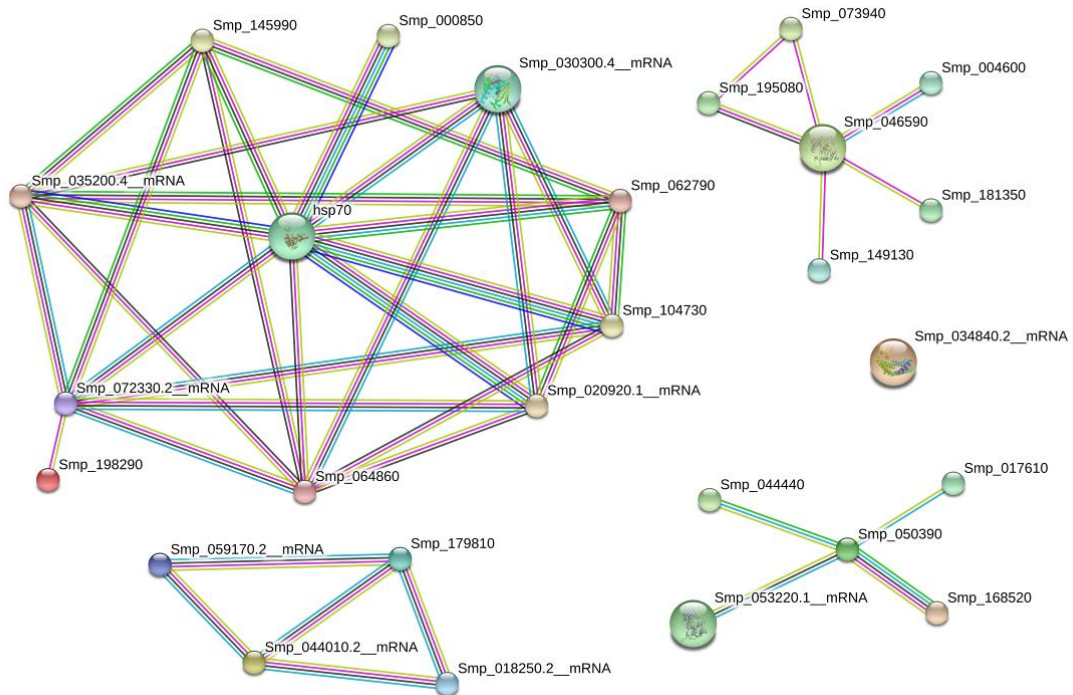 Smp_145990
Smp_000850
Smp_030300.4__mRNA
Smp_035200.4__mRNA
hsp70
Smp_062790
Smp_104730
Smp_072330.2__mRNA
Smp_020920.1__mRNA
Smp_198290
Smp_064860
Smp_073940
Smp_195080
Smp_004600
Smp_046590
Smp_181350
Smp_149130
Smp_034840.2__mRNA
Smp_059170.2__mRNA
Smp_179810
Smp_044010.2__mRNA
Smp_018250.2__mRNA
Smp_044440
Smp_017610
Smp_050390
Smp_053220.1__mRNA
Smp_168520